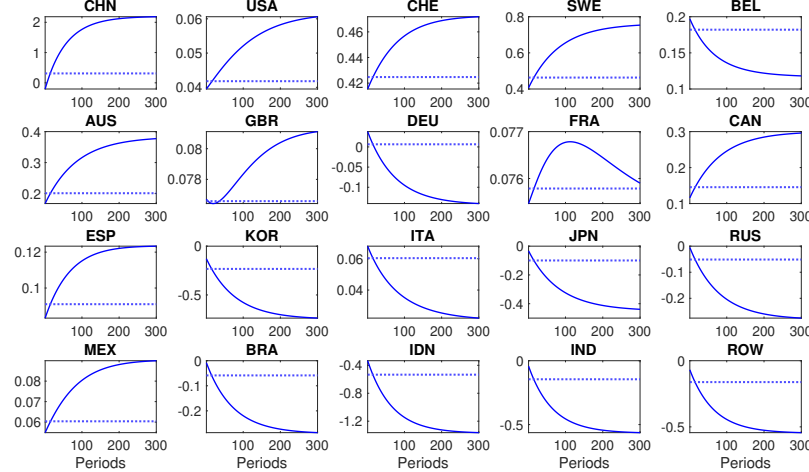 CHN USA CHE SWE BEL
2 1 0 100 200 300
0.06 0.05 0.04 100 200 300
0.46 0.44 0.42 100 200 300
0.8 0.6 0.4 100 200 300
0.2 0.15 0.1 100 200 300
AUS GBR DEU FRA CAN
0.4 0.3 0.2 100 200 300
0.08 0.078 100 200 300
0 -0.05 -0.1 100 200 300
0.077 0.076 100 200 300
0.3 0.2 0.1 100 200 300
ESP KOR ITA JPN RUS
0.12 0.1 100 200 300
0 -0.5 100 200 300
0.06 0.04 100 200 300
0 -0.2 -0.4 100 200 300
0 -0.1 -0.2 100 200 300
MEX BRA IDN IND ROW
0.08 0.07 0.06 100 200 300
0 -0.1 -0.2 100 200 300
-0.4 -0.8 -1.2 100 200 300
0 -0.5 100 200 300
0 -0.5 100 200 300
Periods Periods Periods Periods Periods